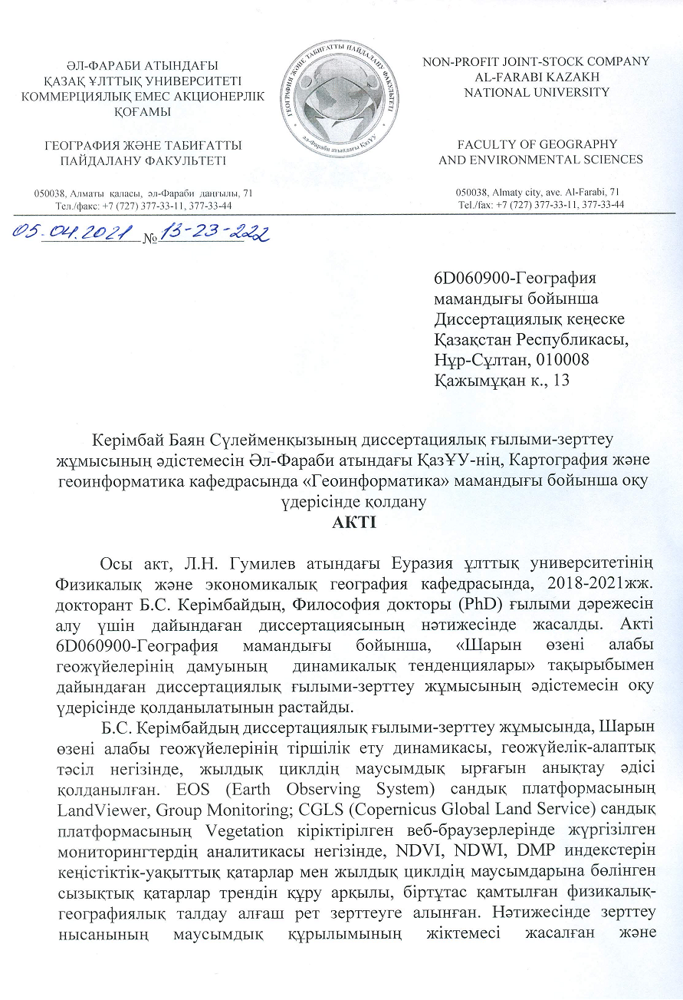 ӘЛ-ФАРАБИ АТЫНДАҒЫ
ҚАЗАҚ ҰЛТТЫҚ УНИВЕРСИТЕТІ
КОММЕРЦИЯЛЫҚ ЕМЕС АКЦИОНЕРЛІК
ҚОҒАМЫ
ГЕОГРАФИЯ ЖӘНЕ ТАБИҒАТТЫ
ПАЙДАЛАНУ ФАКУЛЬТЕТІ
050038, Алматы қаласы, әл-Фараби даңғылы, 71
Тел./факс: +7 (727) 377-33-11, 377-33-44
ГЕОГРАФИЯ ЖӘНЕ ТАБИҒАТТЫ ПАЙДАЛАНУ ФАКУЛЬТЕТІ
әл-Фараби атындағы ҚазҰУ
NON-PROFIT JOINT-STOCK COMPANY
AL-FARABI KAZAKH
NATIONAL UNIVERSITY
FACULTY OF GEOGRAPHY
AND ENVIRONMENTAL SCIENCES
050038, Almaty city, ave. Al-Farabi, 71
Tel./fax: +7 (727) 377-33-11, 377-33-44
05.04.2021 № 13-23-222
6D060900-География
мамандығы бойынша
Диссертациялық кеңеске
Қазақстан Республикасы,
Нұр-Сұлтан, 010008
Қажымұқан к., 13
Керімбай Баян Сүлейменқызының диссертациялық ғылыми-зерттеу
жұмысының әдістемесін Әл-Фараби атындағы ҚазҰУ-нің, Картография және
геоинформатика кафедрасында «Геоинформатика» мамандығы бойынша оқу
үдерісінде қолдану
АКТІ
Осы акт, Л.Н. Гумилев атындағы Еуразия ұлттық университетінің
Физикалық және экономикалық география кафедрасында, 2018-2021жж.
докторант Б.С. Керімбайдың, Философия докторы (PhD) ғылыми дәрежесін
алу үшін дайындаған диссертациясының нәтижесінде жасалды. Акті
6D060900-География мамандығы бойынша, «Шарын өзені алабы
геожүйелерінің дамуының динамикалық тенденциялары» тақырыбымен
дайындаған диссертациялық ғылыми-зерттеу жұмысының әдістемесін оқу
үдерісінде қолданылатынын растайды.
Б.С. Керімбайдың диссертациялық ғылыми-зерттеу жұмысында, Шарын
өзені алабы геожүйелерінің тіршілік ету динамикасы, геожүйелік-алаптық
тәсіл негізінде, жылдық циклдің маусымдық ырғағын анықтау әдісі
қолданылған. EOS (Earth Observing System) сандық платформасының
LandViewer, Group Monitoring; CGLS (Copernicus Global Land Service) сандық
платформасының Vegetation кіріктірілген веб-браузерлерінде жүргізілген
мониторингтердің аналитикасы негізінде, NDVI, NDWI, DMP индекстерін
кеңістіктік-уақыттық қатарлар мен жылдық циклдің маусымдарына бөлінген
сызықтық қатарлар трендін құру арқылы, біртұтас қамтылған физикалық-
географиялық талдау алғаш рет зерттеуге алынған. Нәтижесінде зерттеу
нысанының маусымдық құрылымының жіктемесі жасалған және